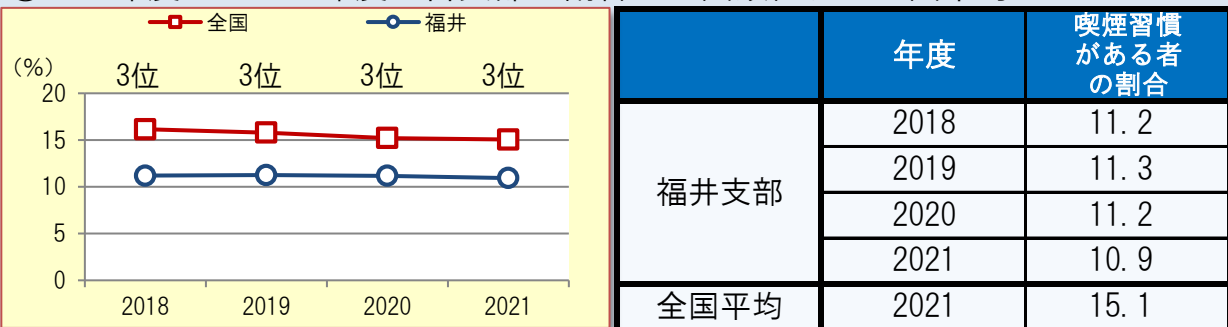 全国 福井
(%)
3位 3位 3位 3位
20
15
10
5
0
2018 2019 2020 2021
年度 喫煙習慣
がある者
の割合
福井支部
2018 11.2
2019 11.3
2020 11.2
2021 10.9
全国平均 2021 15.1